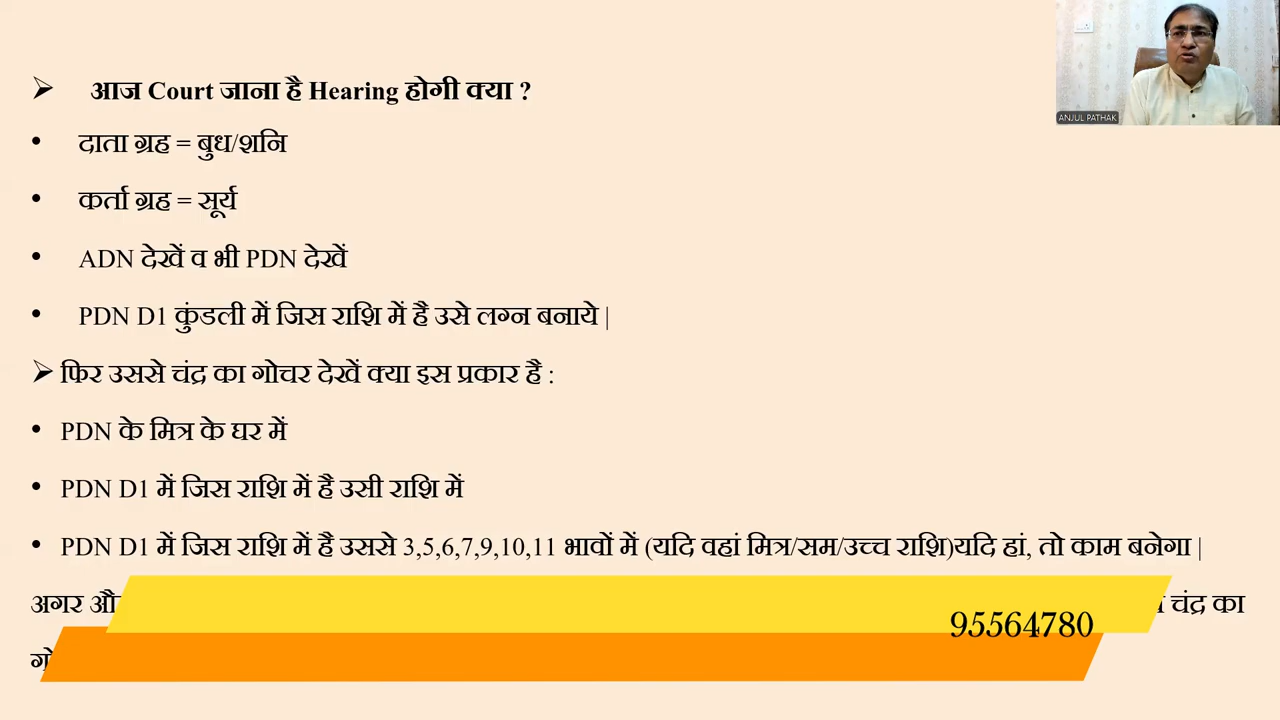 ➢ आज Court जाना है Hearing होगी क्या ?
ANJUL PATHAK
• दाता ग्रह = बुध/शनि
• कर्ता ग्रह = सूर्य
• ADN देखें व भी PDN देखें
• PDN D1 कुंडली में जिस राशि में है उसे लग्न बनाये |
➢ फिर उससे चंद्र का गोचर देखें क्या इस प्रकार है :
• PDN के मित्र के घर में
• PDN D1 में जिस राशि में है उसी राशि में
• PDN D1 में जिस राशि में है उससे 3,5,6,7,9,10,11 भावों में (यदि वहां मित्र/सम/उच्च राशि)यदि हां, तो काम बनेगा |
अगर चंद्र का
95564780